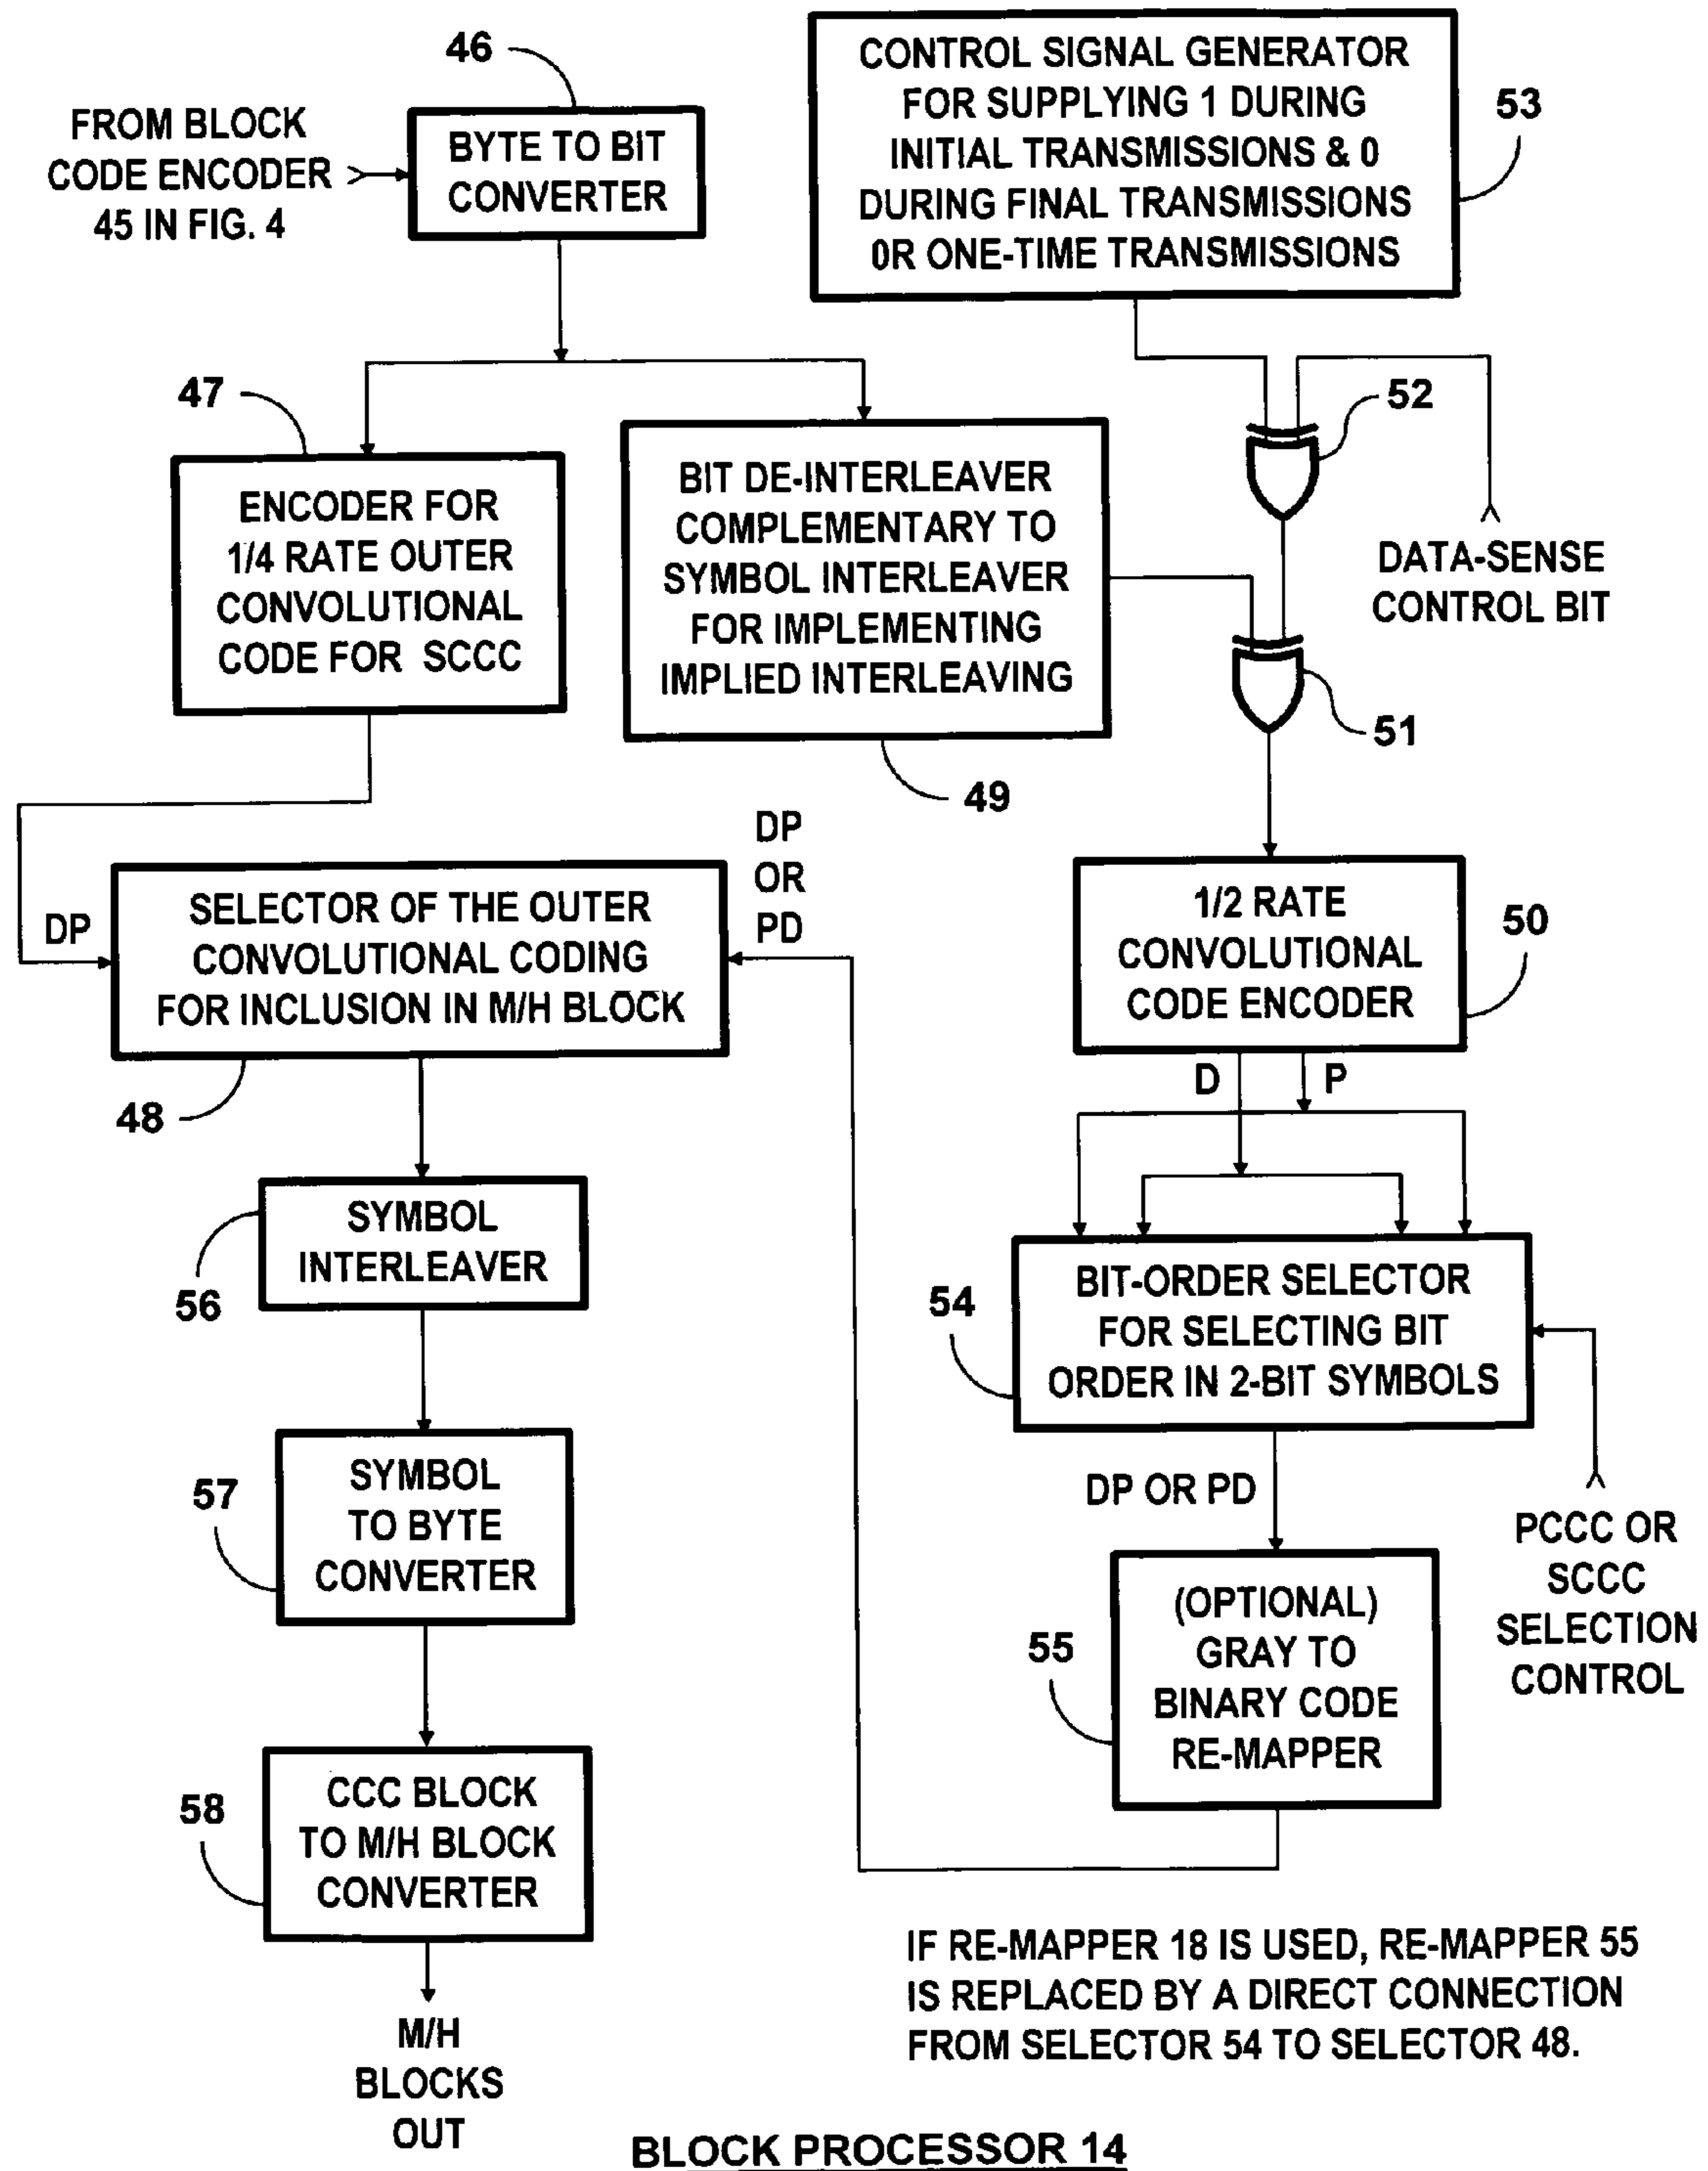 46
FROM BLOCK
CODE ENCODER
45 IN FIG. 4
BYTE TO BIT
CONVERTER
CONTROL SIGNAL GENERATOR
FOR SUPPLYING 1 DURING
INITIAL TRANSMISSIONS & 0
DURING FINAL TRANSMISSIONS
0R ONE-TIME TRANSMISSIONS
53
47
52
ENCODER FOR
1/4 RATE OUTER
CONVOLUTIONAL
CODE FOR SCCC
BIT DE-INTERLEAVER
COMPLEMENTARY TO
SYMBOL INTERLEAVER
FOR IMPLEMENTING
IMPLIED INTERLEAVING
DATA-SENSE
CONTROL BIT
51
49
DP
OR
PD
DP
SELECTOR OF THE OUTER
CONVOLUTIONAL CODING
FOR INCLUSION IN M/H BLOCK
48
1/2 RATE
CONVOLUTIONAL
CODE ENCODER
50
D
P
SYMBOL
INTERLEAVER
56
54
BIT-ORDER SELECTOR
FOR SELECTING BIT
ORDER IN 2-BIT SYMBOLS
DP OR PD
PCCC OR
SCCC
SELECTION
CONTROL
57
SYMBOL
TO BYTE
CONVERTER
55
(OPTIONAL)
GRAY TO
BINARY CODE
RE-MAPPER
58
CCC BLOCK
TO M/H BLOCK
CONVERTER
M/H
BLOCKS
OUT
IF RE-MAPPER 18 IS USED, RE-MAPPER 55
IS REPLACED BY A DIRECT CONNECTION
FROM SELECTOR 54 TO SELECTOR 48.
BLOCK PROCESSOR 14